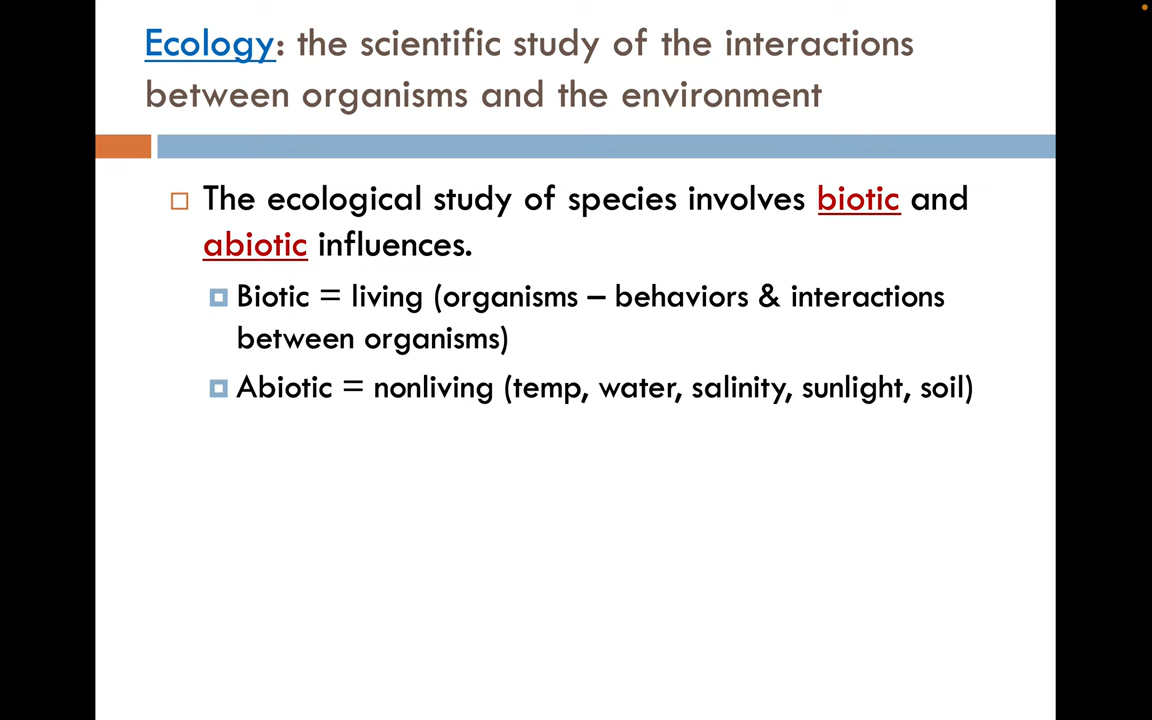 Ecology: the scientific study of the interactions
between organisms and the environment
The ecological study of species involves biotic and
abiotic influences.
Biotic = living (organisms – behaviors & interactions
between organisms)
Abiotic = nonliving (temp, water, salinity, sunlight, soil)